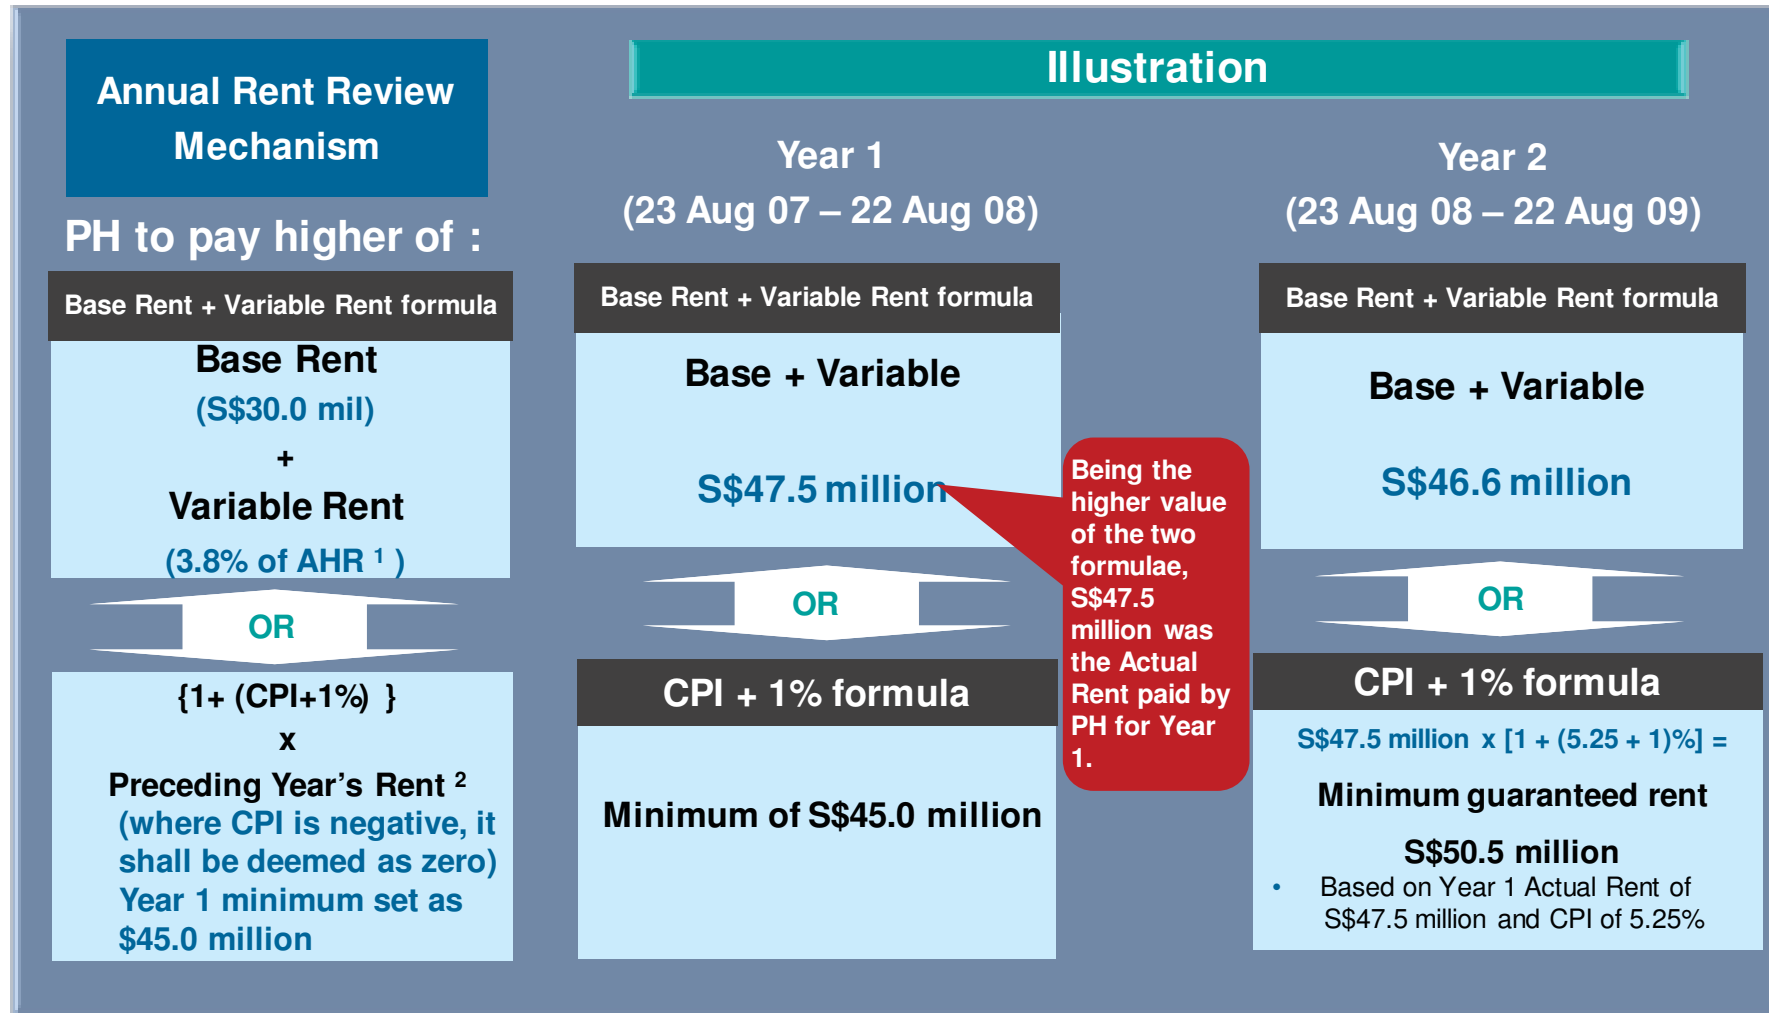 Annual Rent Review
Mechanism
PH to pay higher of :
Base Rent + Variable Rent formula
Base Rent
(S$30.0 mil)
+
Variable Rent
(3.8% of AHR ¹ )
OR
{1+ (CPI+1%) }
x
Preceding Year's Rent ²
(where CPI is negative, it
shall be deemed as zero)
Year 1 minimum set as
$45.0 million
Illustration
Year 1
(23 Aug 07 – 22 Aug 08)
Base Rent + Variable Rent formula
Base + Variable
S$47.5 million
OR
CPI + 1% formula
Minimum of S$45.0 million
Being the
higher value
of the two
formulae,
S$47.5
million was
the Actual
Rent paid by
PH for Year
1.
Year 2
(23 Aug 08 – 22 Aug 09)
Base Rent + Variable Rent formula
Base + Variable
S$46.6 million
OR
CPI + 1% formula
S$47.5 million x [1 + (5.25 + 1)%] =
Minimum guaranteed rent
S$50.5 million
• Based on Year 1 Actual Rent of
S$47.5 million and CPI of 5.25%